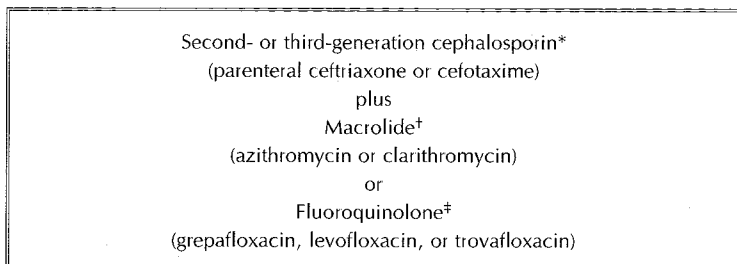 Second- or third-generation cephalosporin*
(parenteral ceftriaxone or cefotaxime)
plus
Macrolide†
(azithromycin or clarithromycin)
or
Fluoroquinolone‡
(grepafloxacin, levofloxacin, or trovafloxacin)